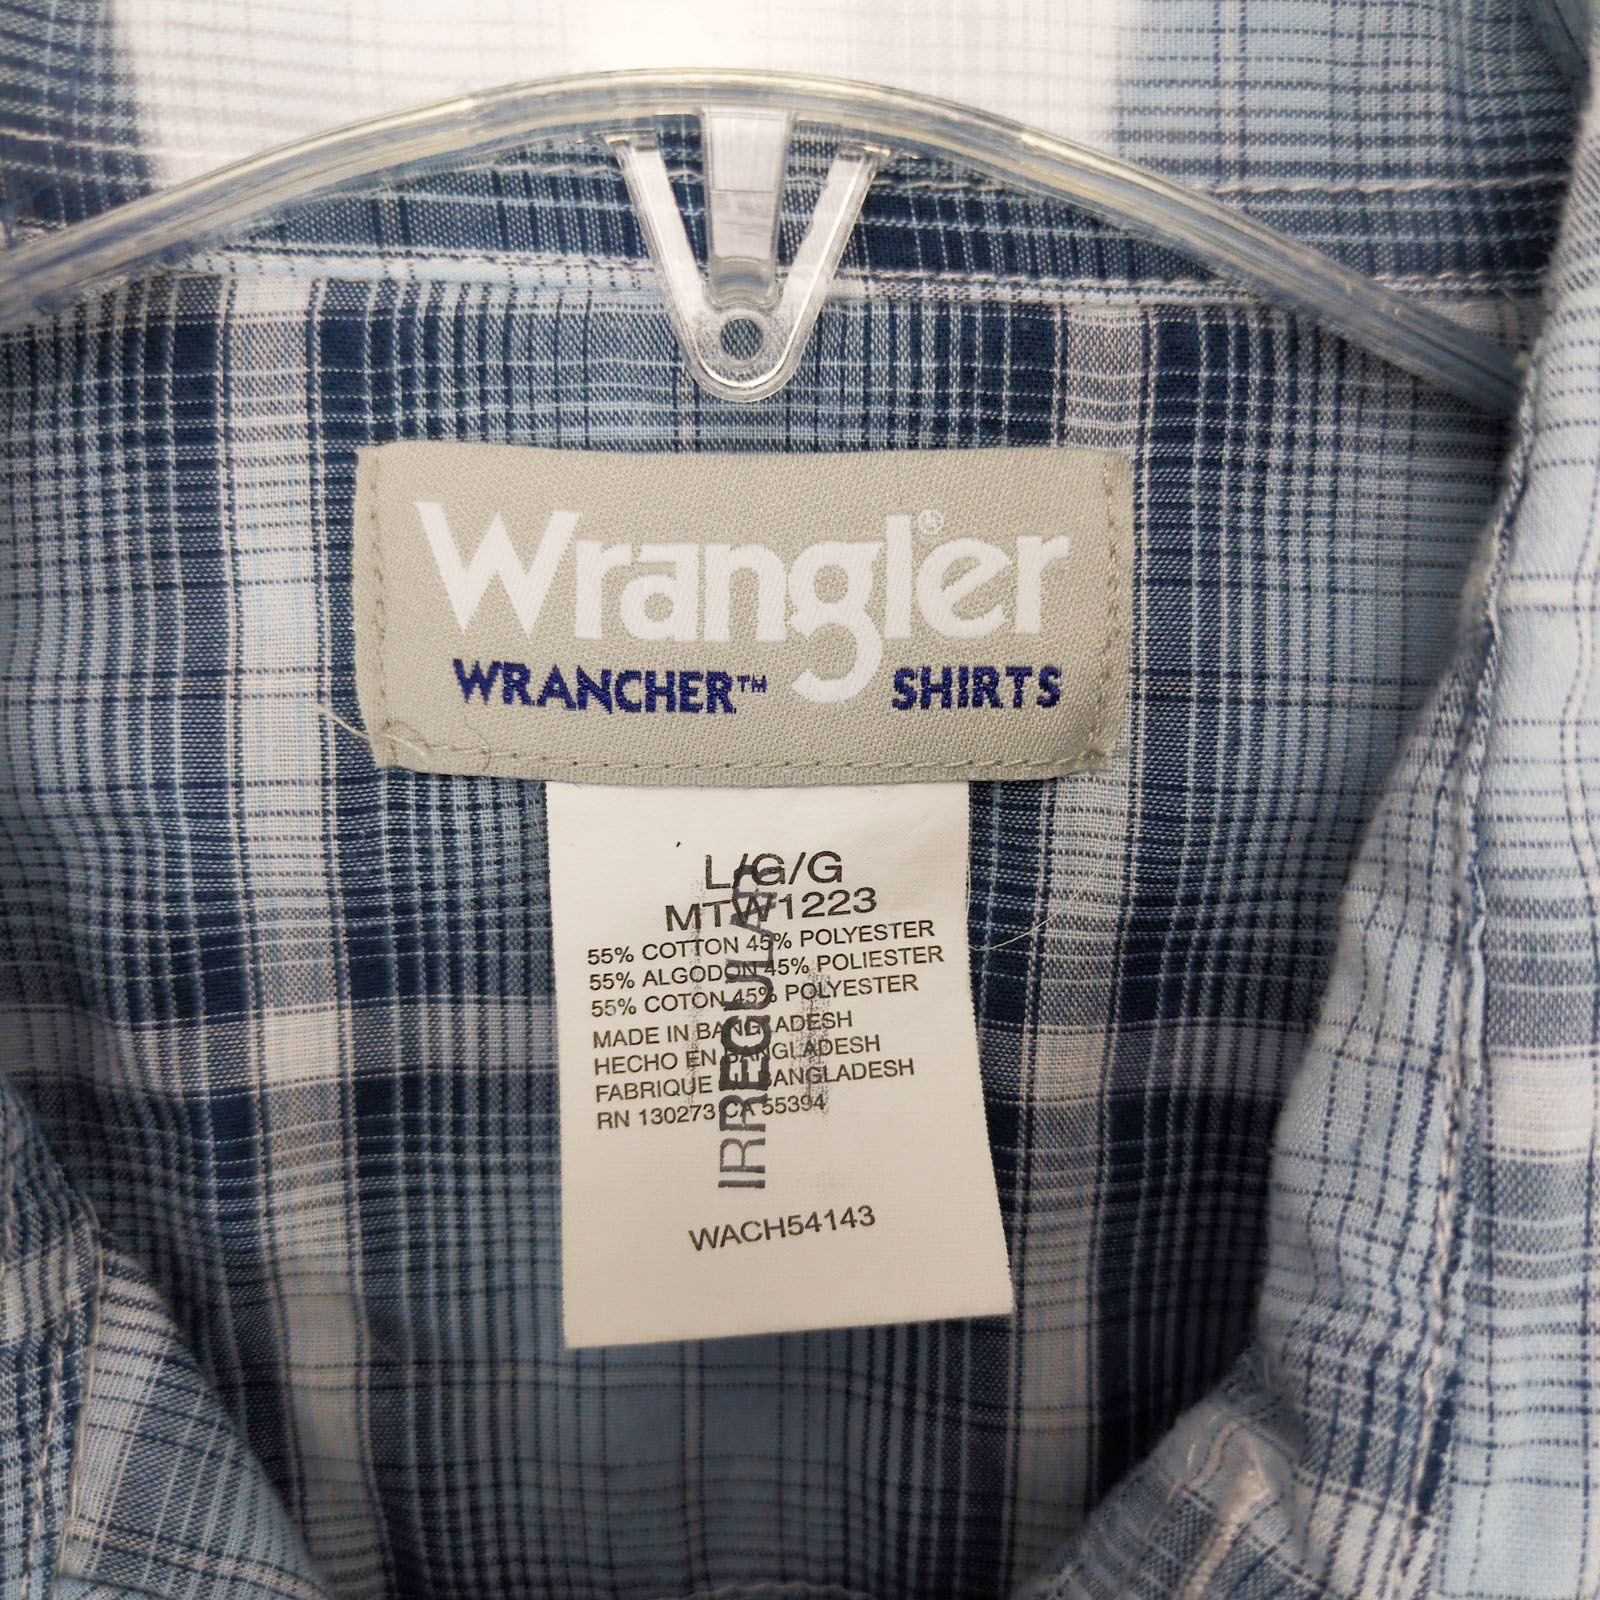 Wrangler®
WRANCHER™ SHIRTS
L/G/G
MTW1223
55% COTTON 45% POLYESTER
55% ALGODON 45% POLIESTER
55% COTON 45% POLYESTER
MADE IN BANGLADESH
HECHO EN BANGLADESH
FABRIQUE BANGLADESH
RN 130273 CA 55394
WACH54143
IRREGULAR